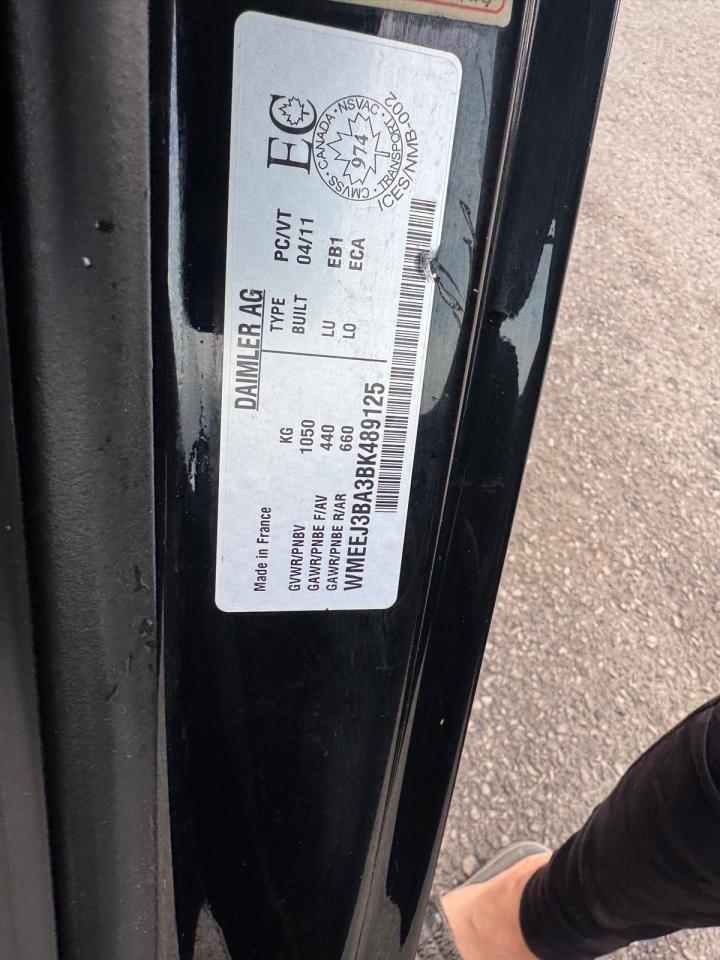 DAIMLER AG
Made in France
TYPE PC/VT
KG
BUILT 04/11
GVWR/PNBV 1050
GAWR/PNBE F/AV 440
LU EB1
GAWR/PNBE R/AR 660
LO ECA
WMEEJ3BA3BK489125
EC
CANADA · NSVAC · TRANSPORT · CMVSS ·
974
ICES/NMB-002